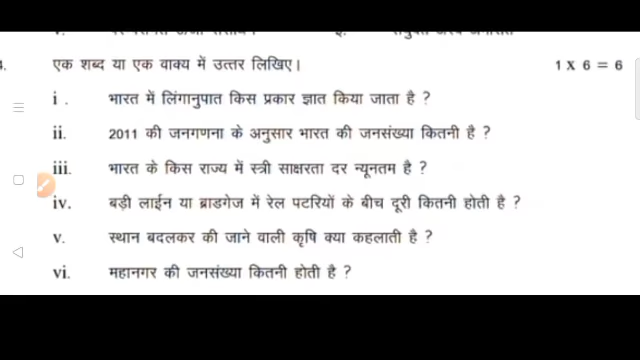 4. एक शब्द या एक वाक्य में उत्तर लिखिए। 1 X 6 = 6
i . भारत में लिंगानुपात किस प्रकार ज्ञात किया जाता है ?
ii. 2011 की जनगणना के अनुसार भारत की जनसंख्या कितनी है ?
iii. भारत के किस राज्य में स्त्री साक्षरता दर न्यूनतम है ?
iv. बड़ी लाईन या ब्राडगेज में रेल पटरियों के बीच दूरी कितनी होती है ?
v. स्थान बदलकर की जाने वाली कृषि क्या कहलाती है ?
vi. महानगर की जनसंख्या कितनी होती है ?